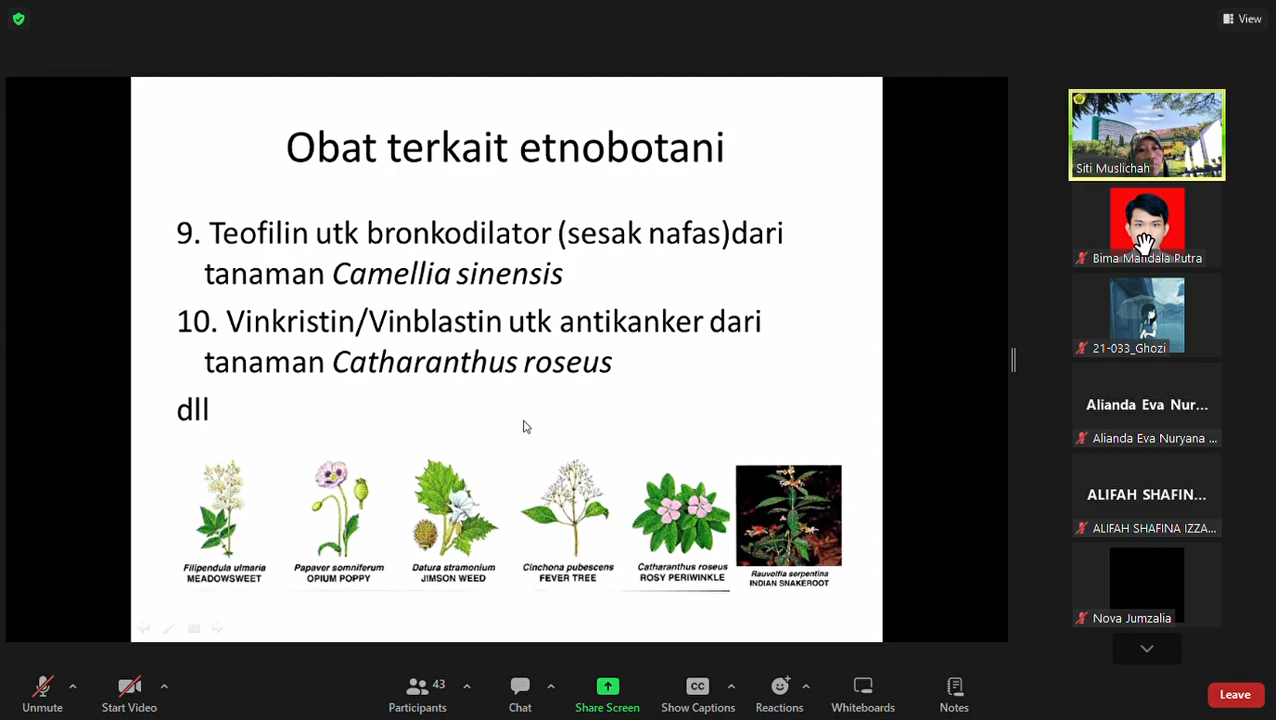 View
Obat terkait etnobotani
9. Teofilin utk bronkodilator (sesak nafas)dari
tanaman Camellia sinensis
10. Vinkristin/Vinblastin utk antikanker dari
tanaman Catharanthus roseus
dll
Filipendula ulmaria
MEADOWSWEET
Papaver somniferum
OPIUM POPPY
Datura stramonium
JIMSON WEED
Cinchona pubescens
FEVER TREE
Catharanthus roseus
ROSY PERIWINKLE
Rauvolfia serpentina
INDIAN SNAKEROOT
Siti Muslichah
Bima Mandala Putra
21-033_Ghozi
Alianda Eva Nur...
Alianda Eva Nuryana ...
ALIFAH SHAFIN...
ALIFAH SHAFINA IZZA...
Nova Jumzalia
Unmute
Start Video
43
Participants
Chat
Share Screen
CC
Show Captions
Reactions
Whiteboards
Notes
Leave